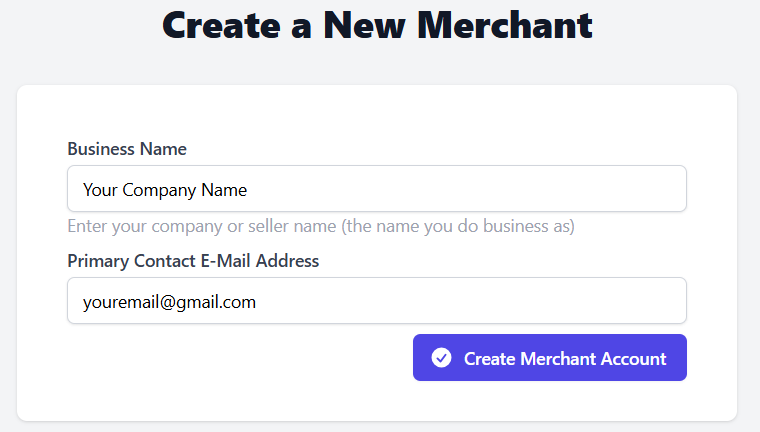 Create a New Merchant
Business Name
Your Company Name
Enter your company or seller name (the name you do business as)
Primary Contact E-Mail Address
youremail@gmail.com
Create Merchant Account